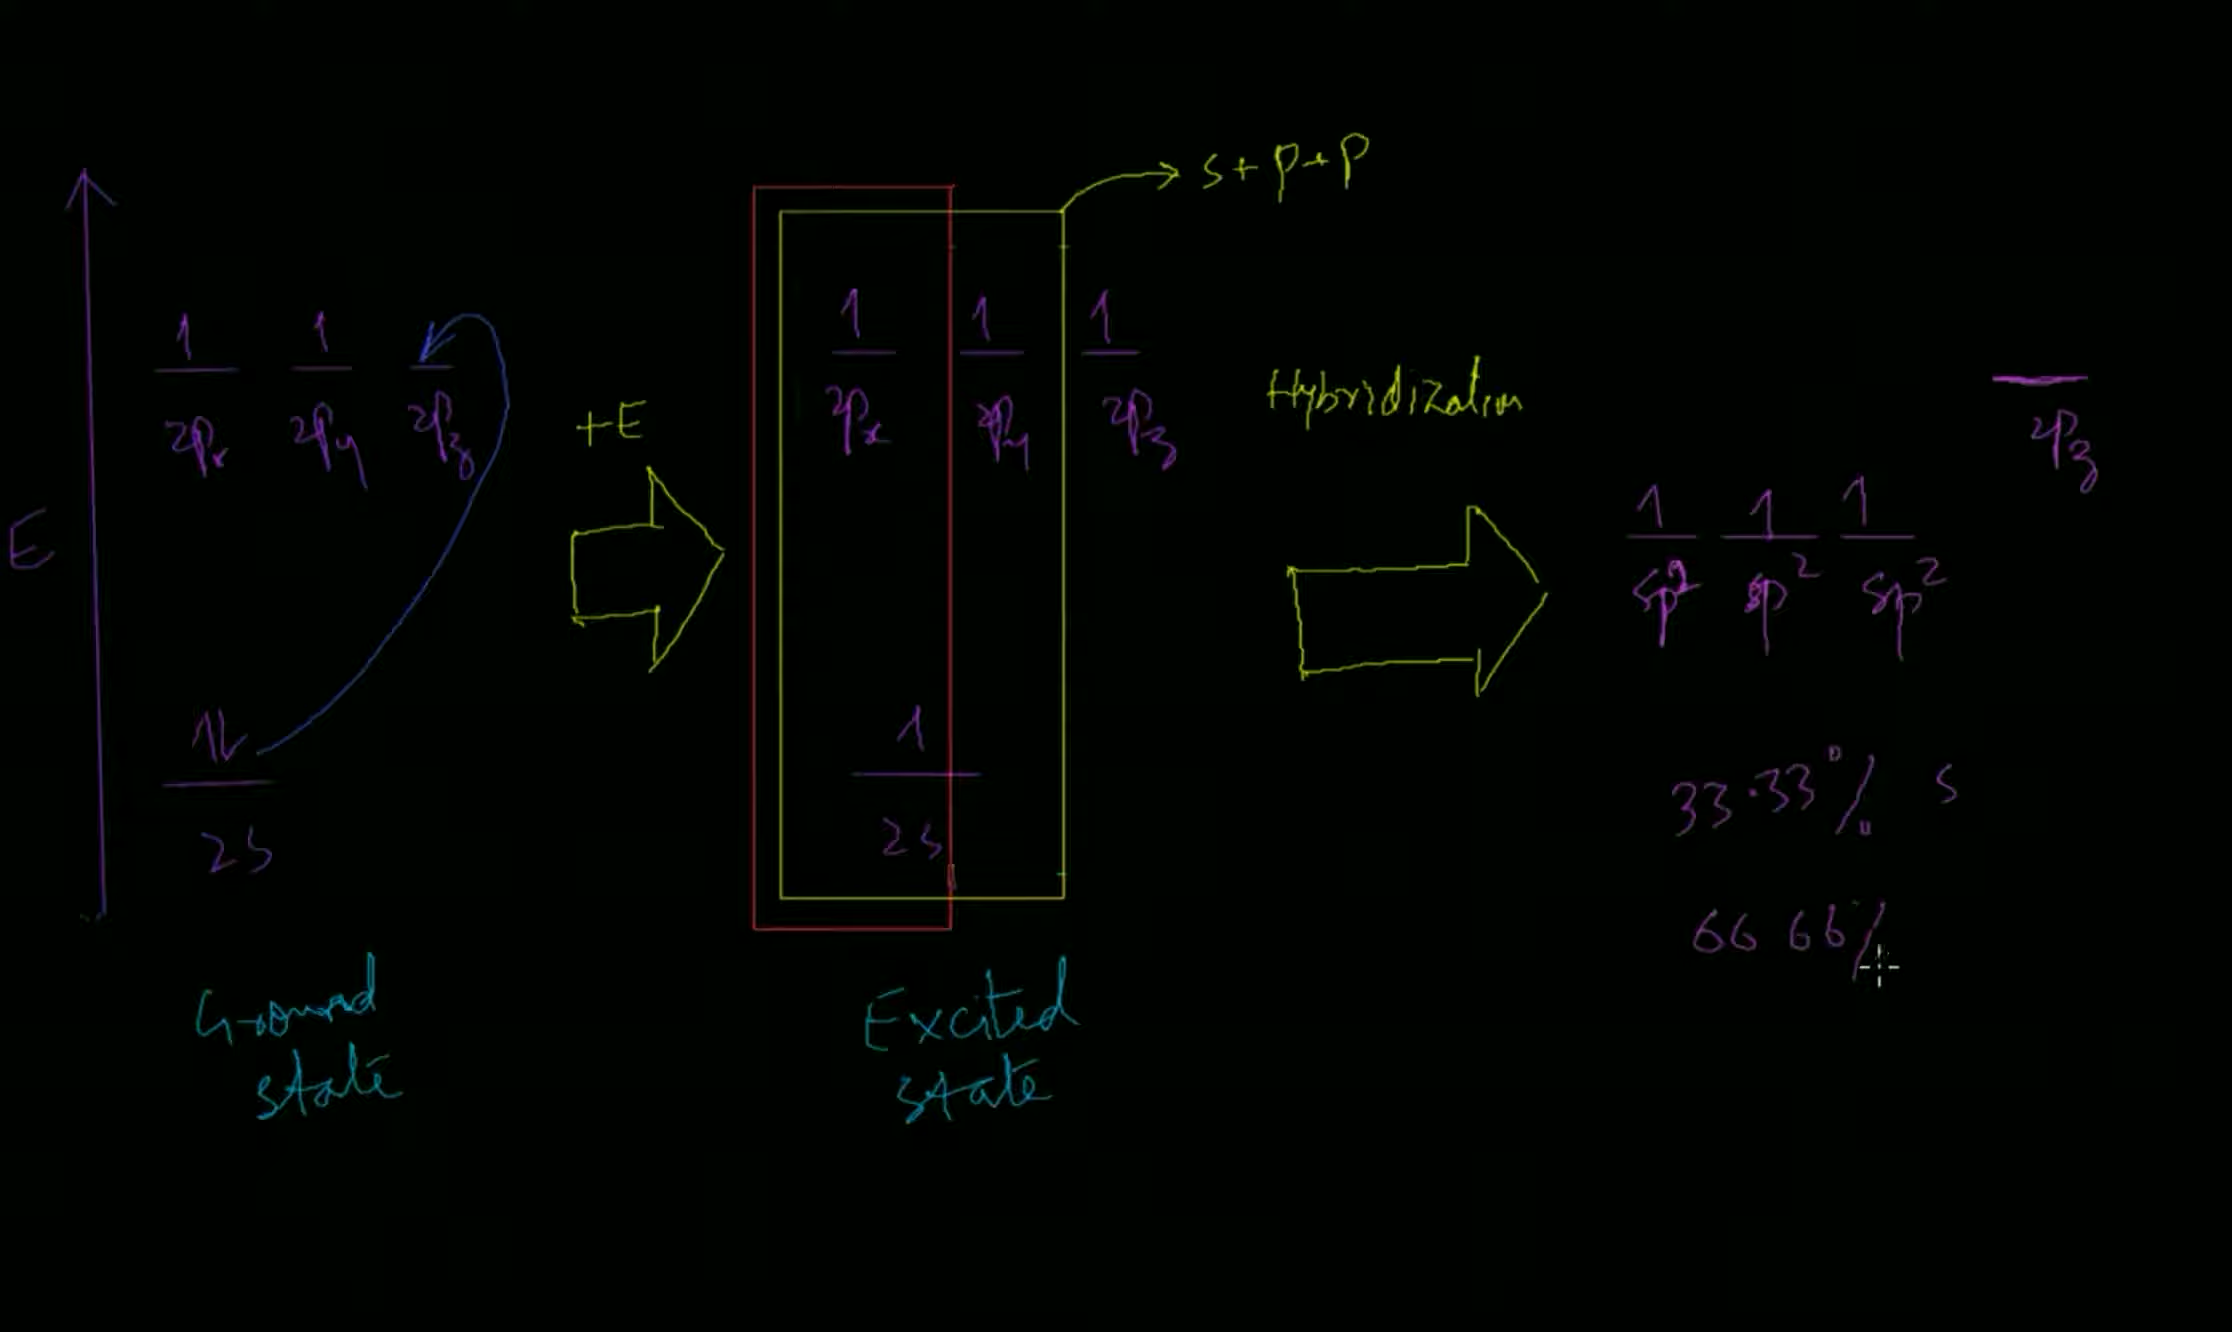 s+p+p
1 1
2px 2py 2pz
1 1 1
2px 2py 2pz
+E
Hybridization
2pz
E
1 1 1
sp² sp² sp²
1L
2s
1
2s
33.33% s
66 66%
Ground
state
Excited
state